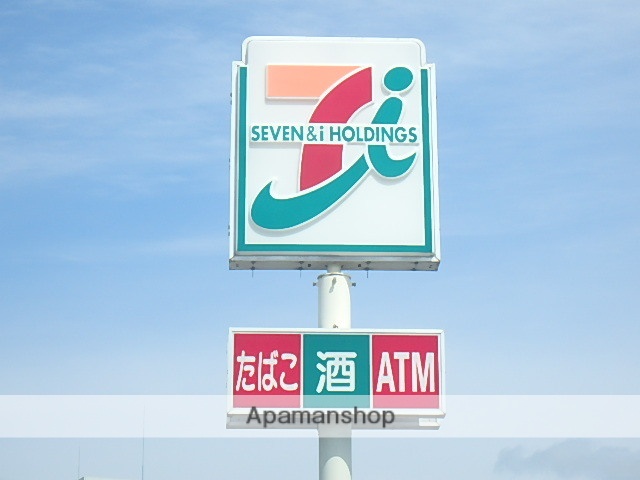 SEVEN & i HOLDINGS
たばこ 酒 ATM
Apamanshop